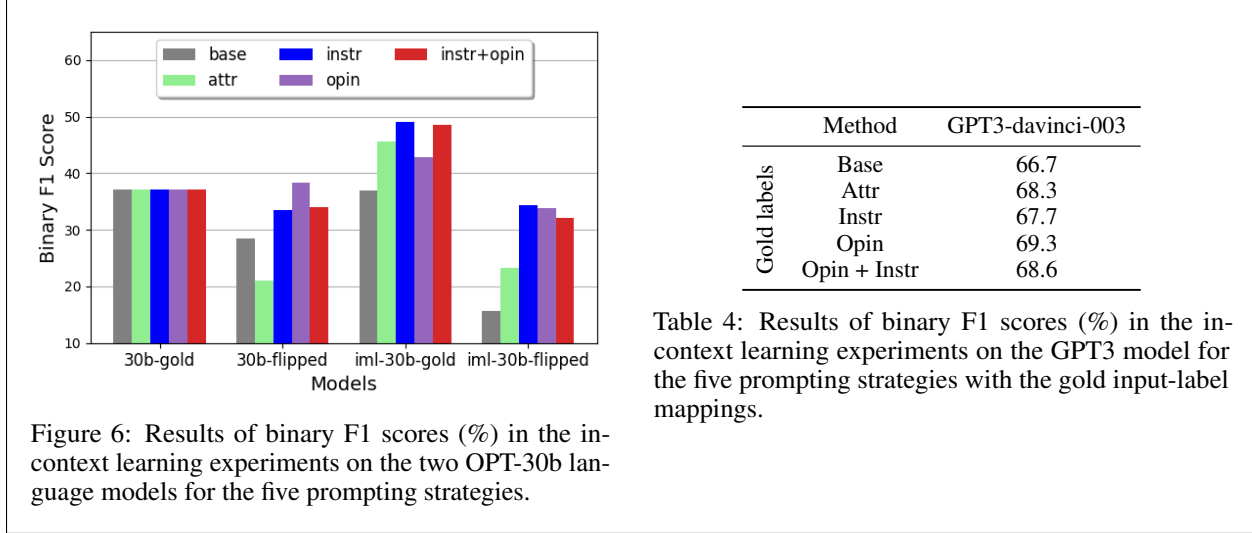 base
instr
instr+opin
attr
opin
60
50
40
30
20
10
Binary F1 Score
30b-gold
30b-flipped
iml-30b-gold
iml-30b-flipped
Models
Figure 6: Results of binary F1 scores (%) in the in-
context learning experiments on the two OPT-30b lan-
guage models for the five prompting strategies.
Method GPT3-davinci-003
Gold labels
Base 66.7
Attr 68.3
Instr 67.7
Opin 69.3
Opin + Instr 68.6
Table 4: Results of binary F1 scores (%) in the in-
context learning experiments on the GPT3 model for
the five prompting strategies with the gold input-label
mappings.